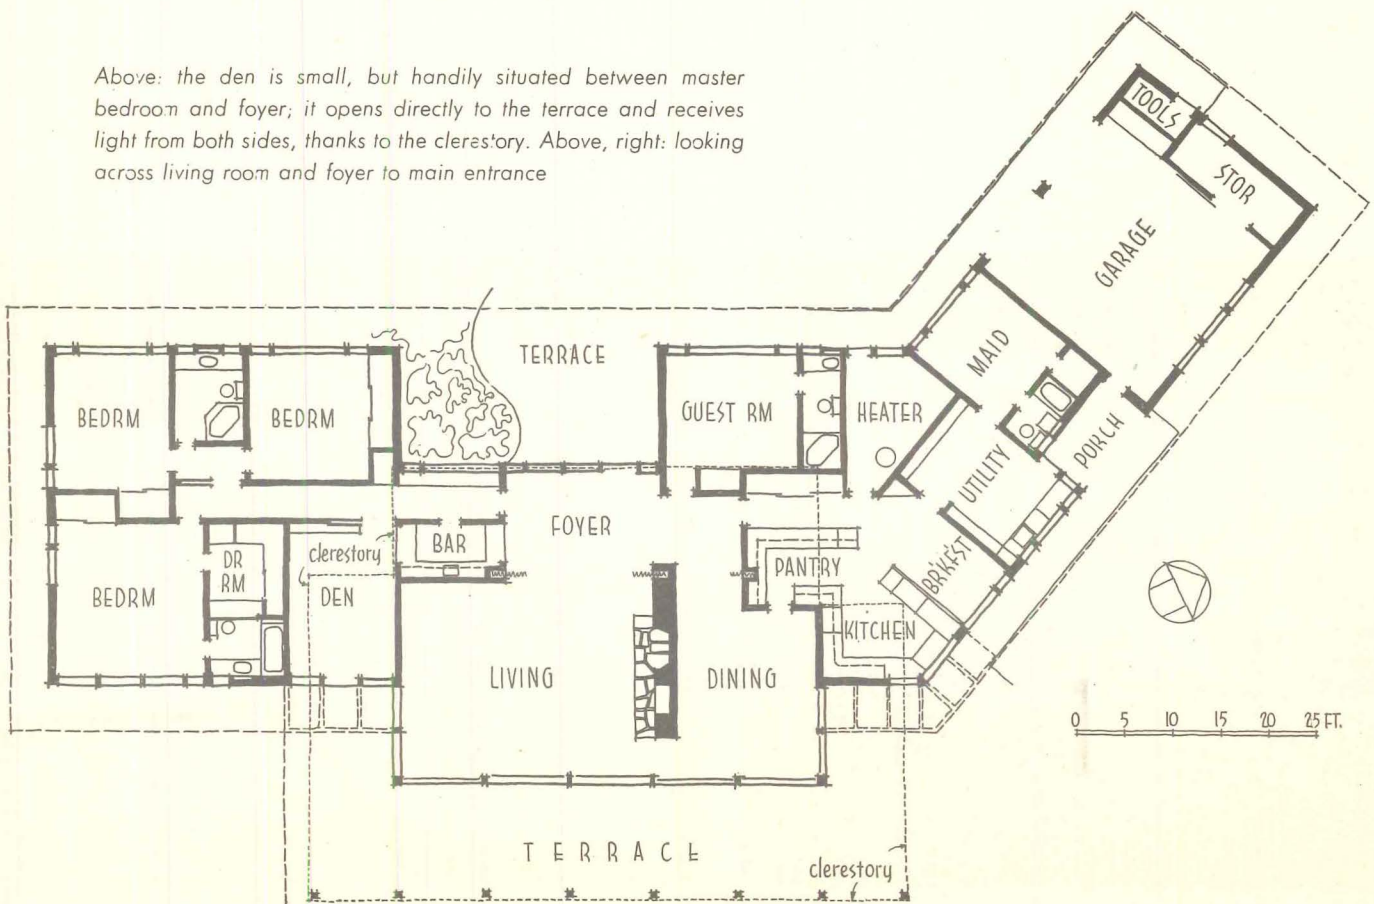 Above: the den is small, but handily situated between master
bedroom and foyer; it opens directly to the terrace and receives
light from both sides, thanks to the clerestory. Above, right: looking
across living room and foyer to main entrance
TOOLS
STOR
GARAGE
TERRACE
MAID
BEDRM
BEDRM
GUEST RM
HEATER
PORCH
UTILITY
FOYER
BAR
clerestory
PANTRY
BRKFST
DR
RM
BEDRM
DEN
KITCHEN
LIVING
DINING
0 5 10 15 20 25 FT.
TERRACE
clerestory